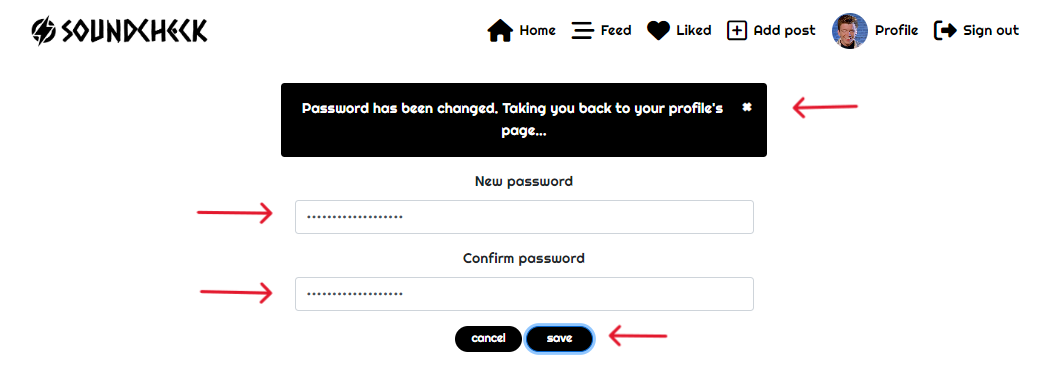 SOUNDCHECK
Home Feed Liked Add post Profile Sign out
Password has been changed. Taking you back to your profile's
page...
New password
Confirm password
cancel save